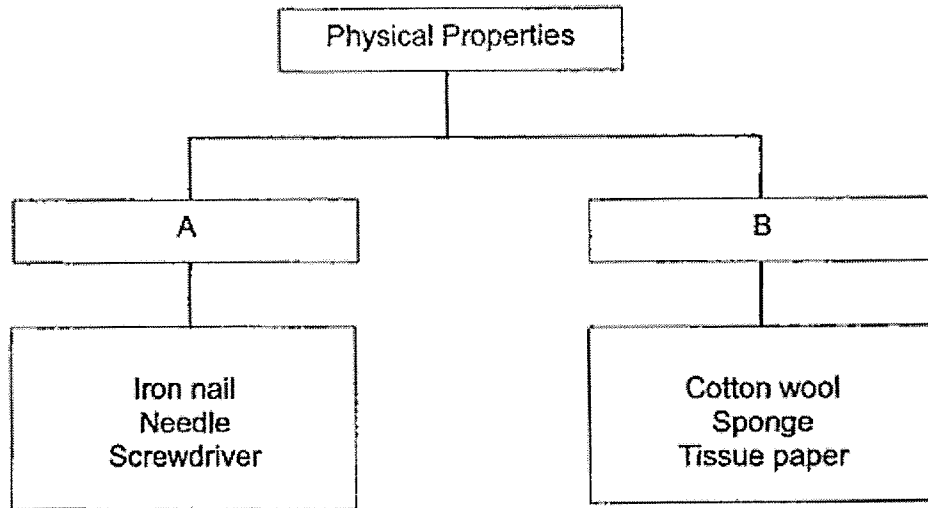 Physical Properties
A
B
Iron nail
Needle
Screwdriver
Cotton wool
Sponge
Tissue paper